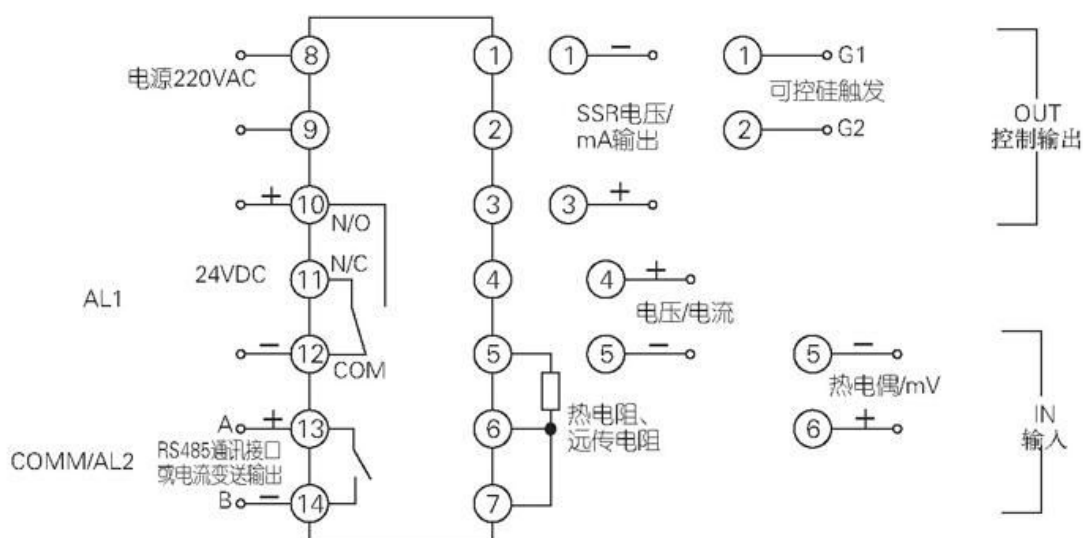 8
1
1
−
1
G1
电源220VAC
可控硅触发
SSR电压/
mA输出
OUT
控制输出
9
2
2
G2
+
10
N/O
3
3
+
24VDC
11
N/C
4
4
+
电压/电流
AL1
−
12
COM
5
5
−
5
−
热电偶/mV
热电阻、
远传电阻
IN
输入
A
+
13
6
6
+
COMM/AL2
RS485通讯接口
或电流变送输出
B
−
14
7